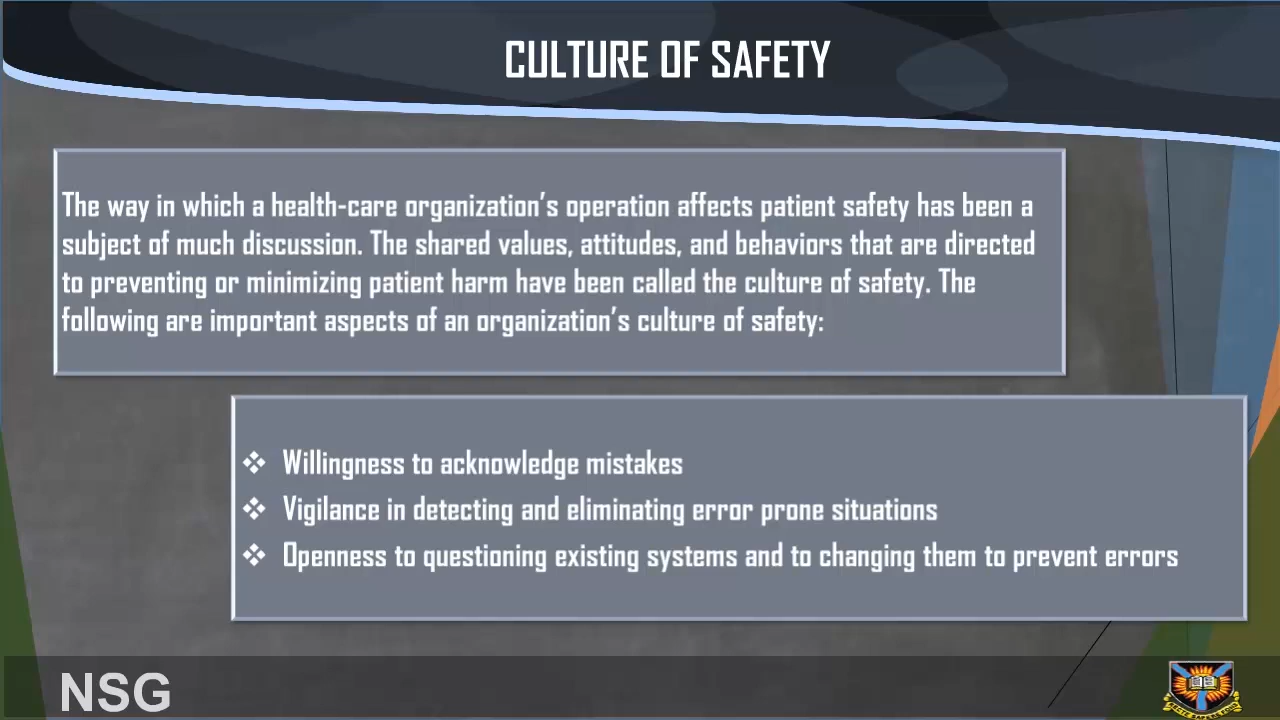 CULTURE OF SAFETY
The way in which a health-care organization's operation affects patient safety has been a
subject of much discussion. The shared values, attitudes, and behaviors that are directed
to preventing or minimizing patient harm have been called the culture of safety. The
following are important aspects of an organization's culture of safety:
❖ Willingness to acknowledge mistakes
❖ Vigilance in detecting and eliminating error prone situations
❖ Openness to questioning existing systems and to changing them to prevent errors
NSG